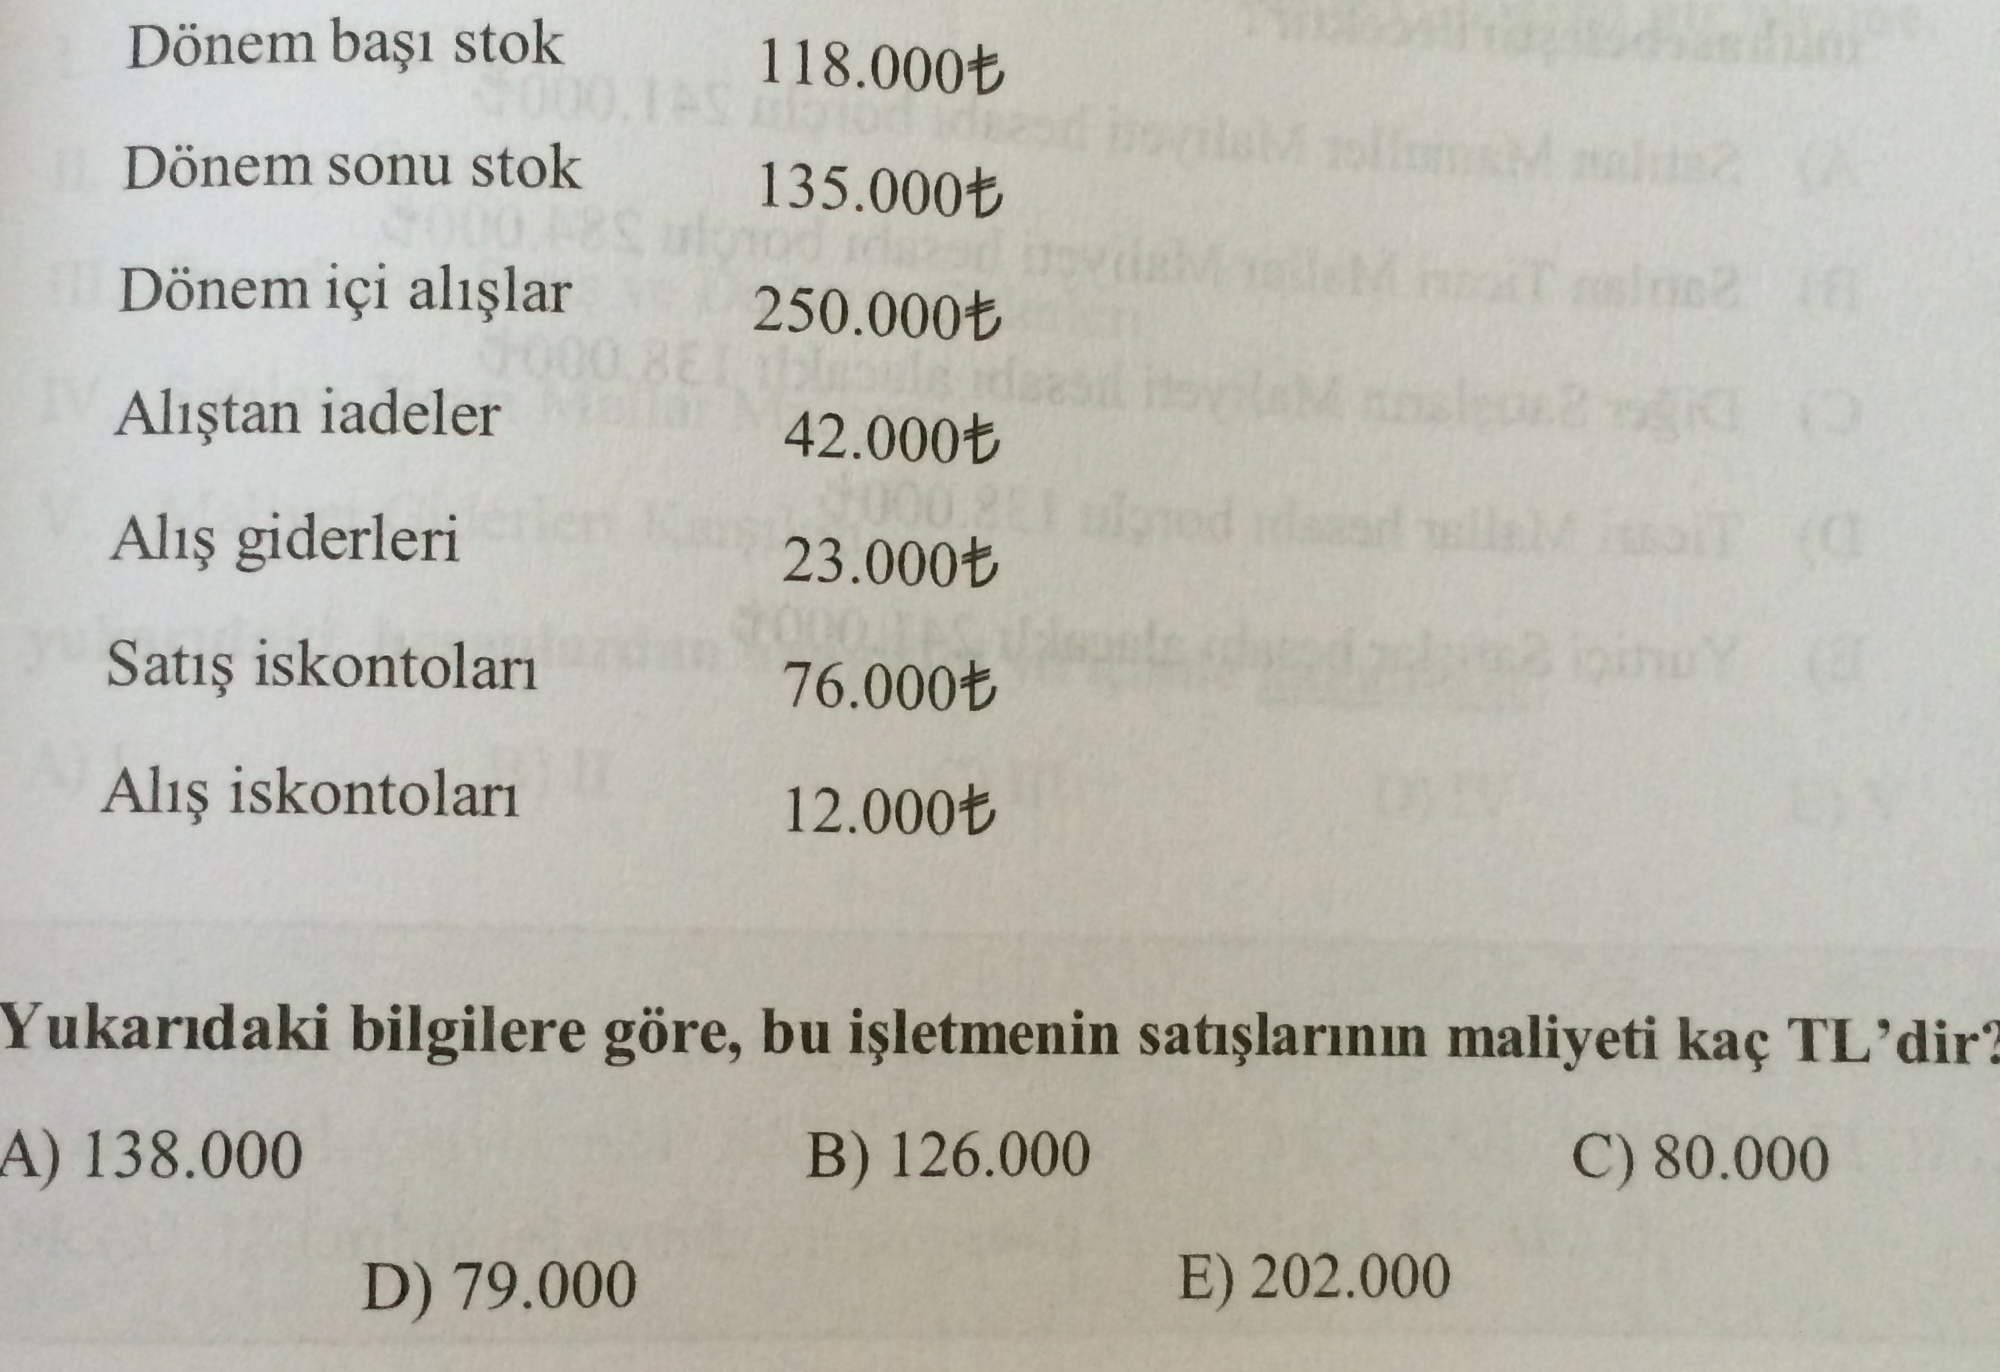 Dönem başı stok 118.000₺
Dönem sonu stok 135.000₺
Dönem içi alışlar 250.000₺
Alıştan iadeler 42.000₺
Alış giderleri 23.000₺
Satış iskontoları 76.000₺
Alış iskontoları 12.000₺
Yukarıdaki bilgilere göre, bu işletmenin satışlarının maliyeti kaç TL’dir?
A) 138.000 B) 126.000 C) 80.000
D) 79.000 E) 202.000